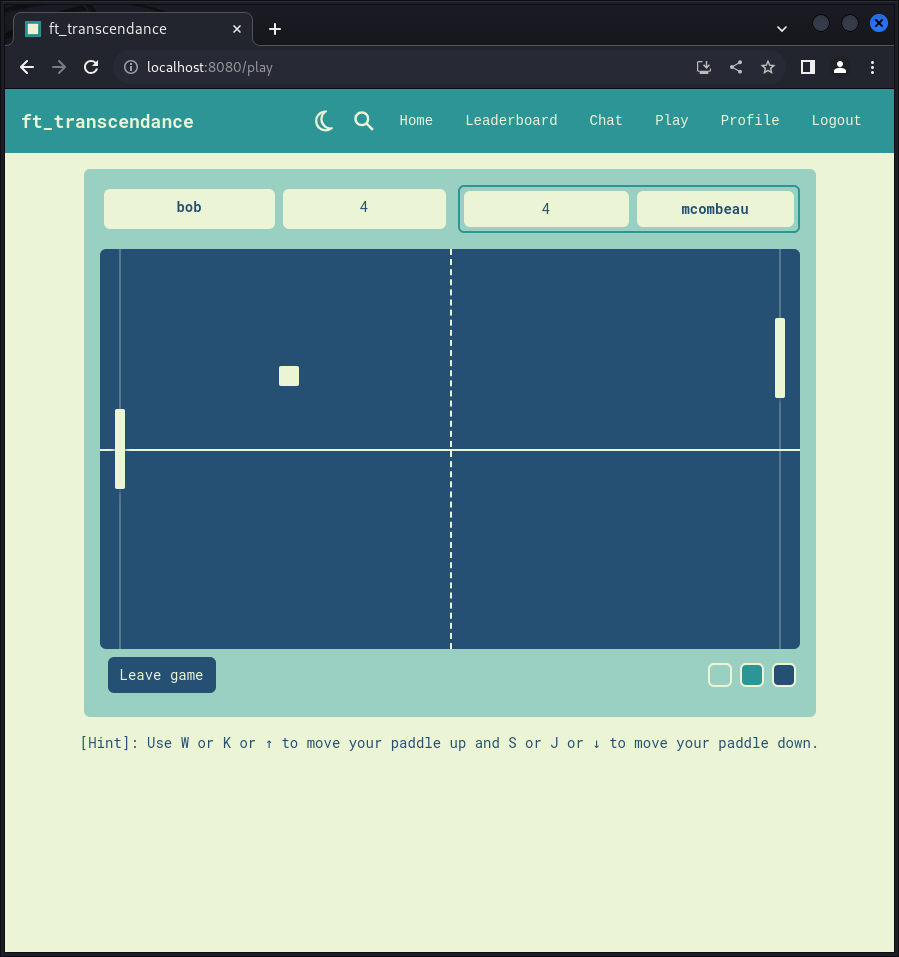 ft_transcendance
localhost:8080/play
ft_transcendance Home Leaderboard Chat Play Profile Logout
bob 4 4 mcombeau
Leave game
[Hint]: Use W or K or ↑ to move your paddle up and S or J or ↓ to move your paddle down.